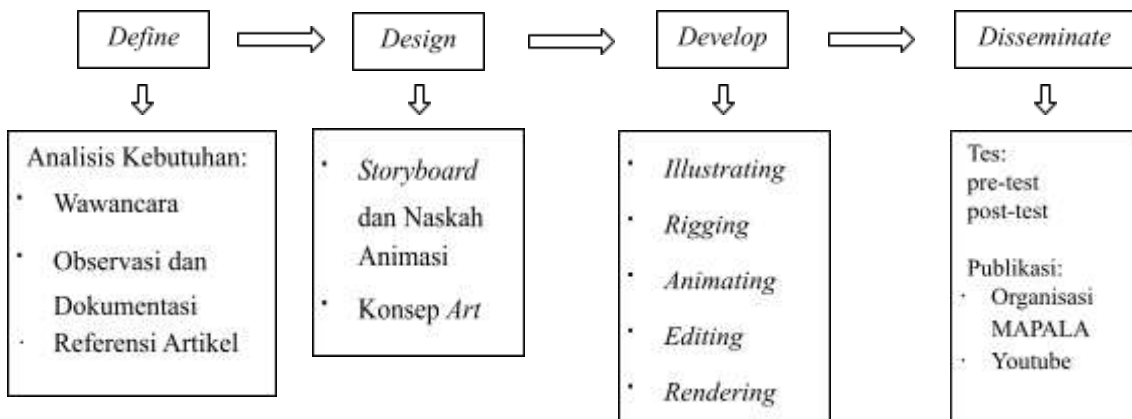 Define
Design
Develop
Disseminate
Analisis Kebutuhan:
• Wawancara
• Observasi dan
Dokumentasi
· Referensi Artikel
• Storyboard
dan Naskah
Animasi
• Konsep Art
• Illustrating
• Rigging
• Animating
• Editing
• Rendering
Tes:
pre-test
post-test
Publikasi:
· Organisasi
MAPALA
· Youtube